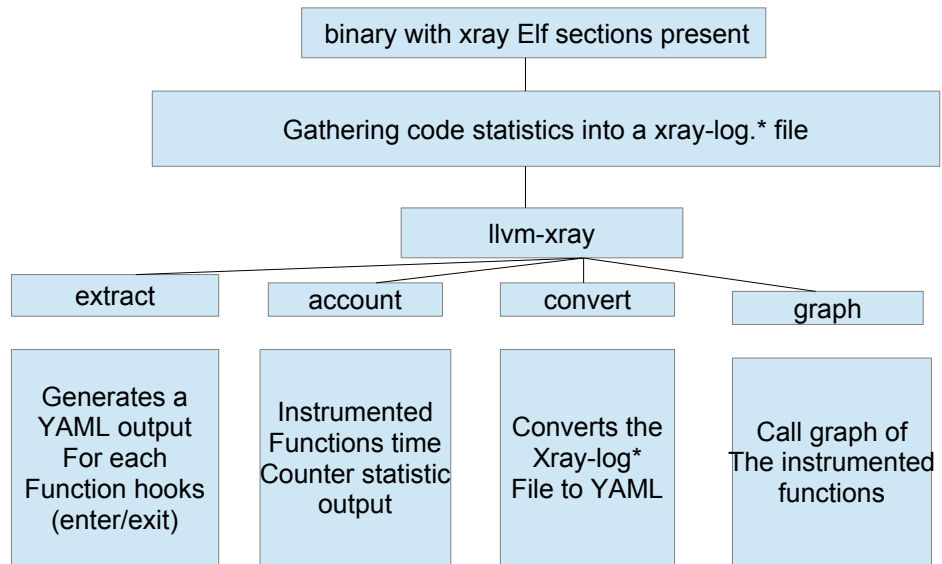 binary with xray Elf sections present
Gathering code statistics into a xray-log.* file
llvm-xray
extract
account
convert
graph
Generates a
YAML output
For each
Function hooks
(enter/exit)
Instrumented
Functions time
Counter statistic
output
Converts the
Xray-log*
File to YAML
Call graph of
The instrumented
functions